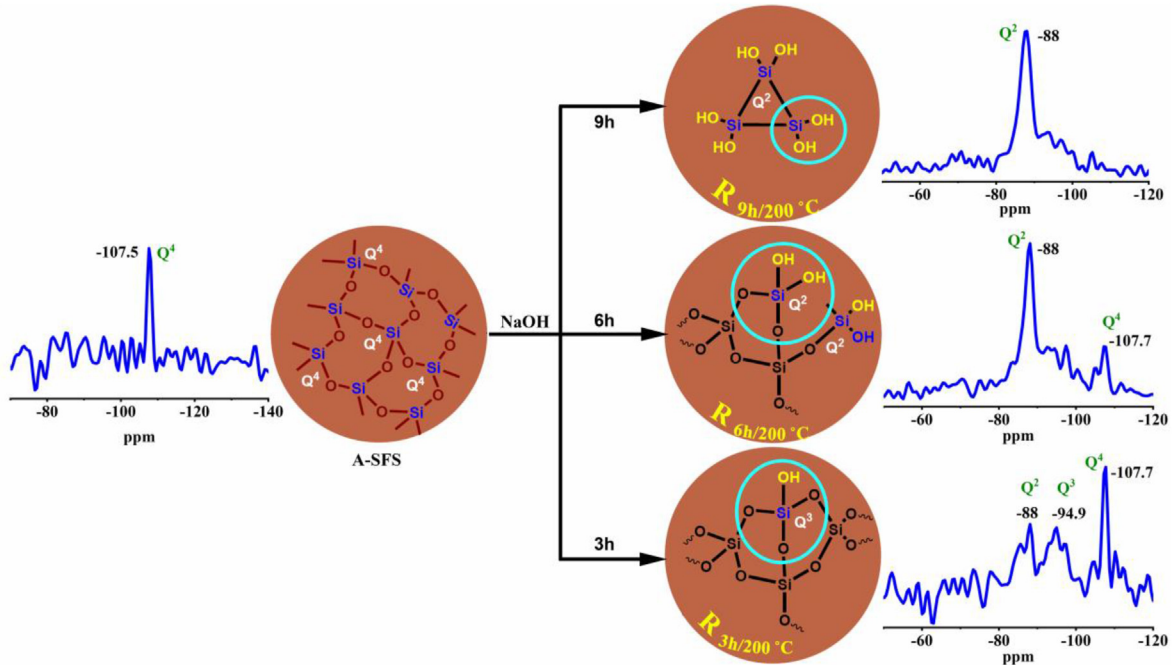 -107.5
Q⁴
-80
-100
-120
-140
ppm
Q⁴
Si
O
Si
O
Si
O
O
Si
O
Si
O
Si
Q⁴
O
Si
O
Si
Q⁴
O
Q⁴
Si
O
Si
O
A-SFS
NaOH
9h
6h
3h
HO OH
HO OH
Si
Q²
HO Si Si OH
HO OH
R 9h/200 °C
Q²
-88
-60
-80
-100
-120
ppm
OH
OH
O Si
Q²
OH
O Si O Si OH
O O O Q²
Si
O
R 6h/200 °C
Q²
-88
Q⁴
-107.7
-60
-80
-100
-120
ppm
OH
O Si O
Q³
O Si O Si O
O O O
O Si
O
R 3h/200 °C
Q²
-88
Q³
-94.9
Q⁴
-107.7
-60
-80
-100
-120
ppm